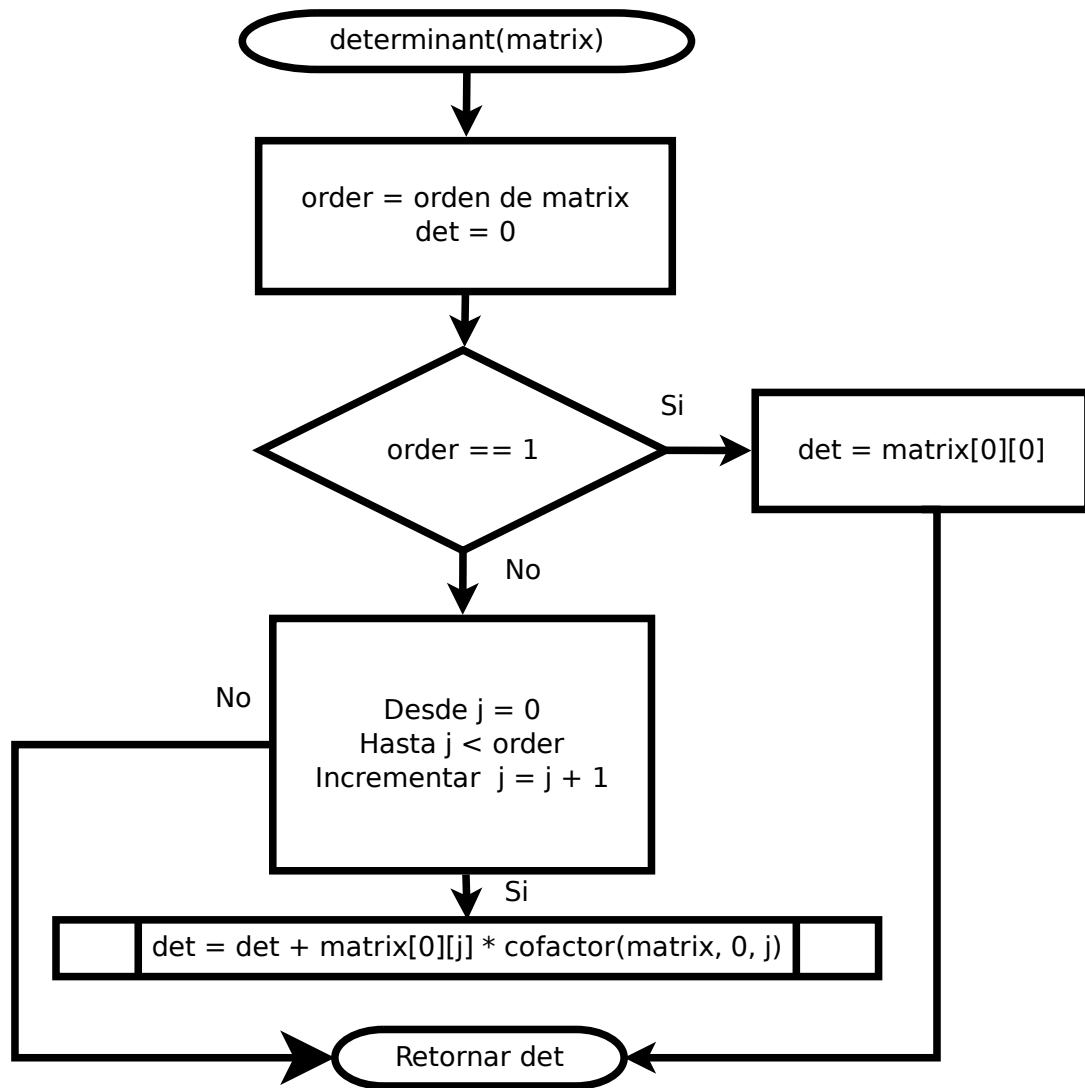 determinant(matrix)
order = orden de matrix
det = 0
order == 1
Si
det = matrix[0][0]
No
No
Desde j = 0
Hasta j < order
Incrementar  j = j + 1
Si
det = det + matrix[0][j] * cofactor(matrix, 0, j)
Retornar det